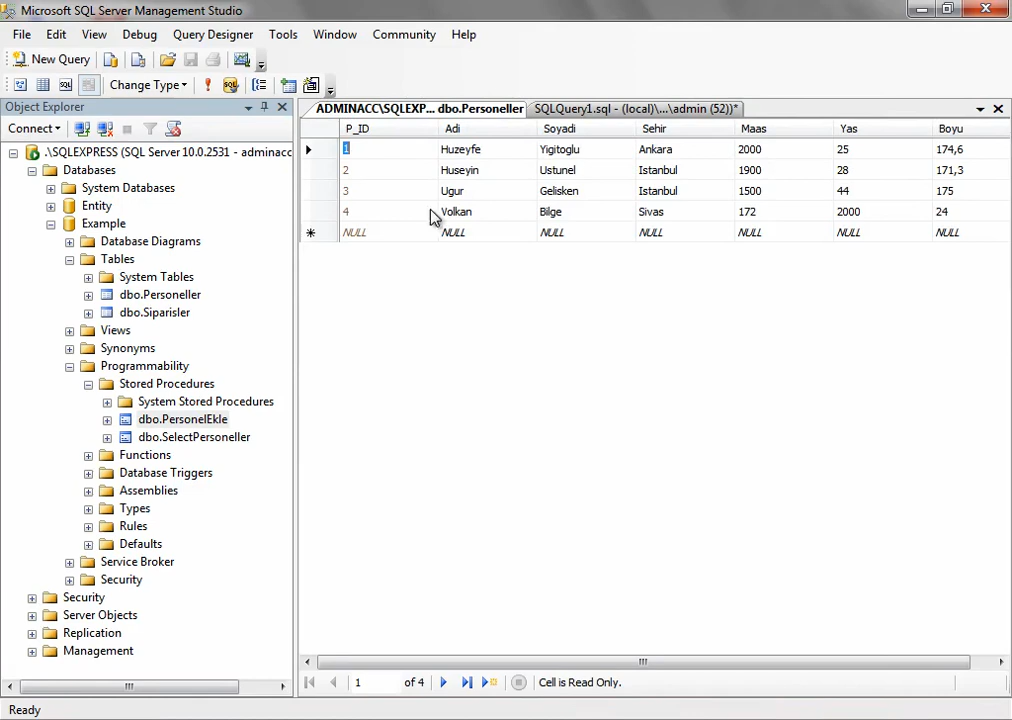 Microsoft SQL Server Management Studio
File Edit View Debug Query Designer Tools Window Community Help
New Query
Change Type
Object Explorer
Connect
.\SQLEXPRESS (SQL Server 10.0.2531 - adminacc
Databases
System Databases
Entity
Example
Database Diagrams
Tables
System Tables
dbo.Personeller
dbo.Siparisler
Views
Synonyms
Programmability
Stored Procedures
System Stored Procedures
dbo.PersonelEkle
dbo.SelectPersoneller
Functions
Database Triggers
Assemblies
Types
Rules
Defaults
Service Broker
Security
Security
Server Objects
Replication
Management
ADMINACC\SQLEXP... dbo.Personeller SQLQuery1.sql - (local)\...\admin (52))*
P_ID Adi Soyadi Sehir Maas Yas Boyu
1 Huzeyfe Yigitoglu Ankara 2000 25 174,6
2 Huseyin Ustunel Istanbul 1900 28 171,3
3 Ugur Gelisken Istanbul 1500 44 175
4 Volkan Bilge Sivas 172 2000 24
NULL NULL NULL NULL NULL NULL NULL
1 of 4 Cell is Read Only.
Ready